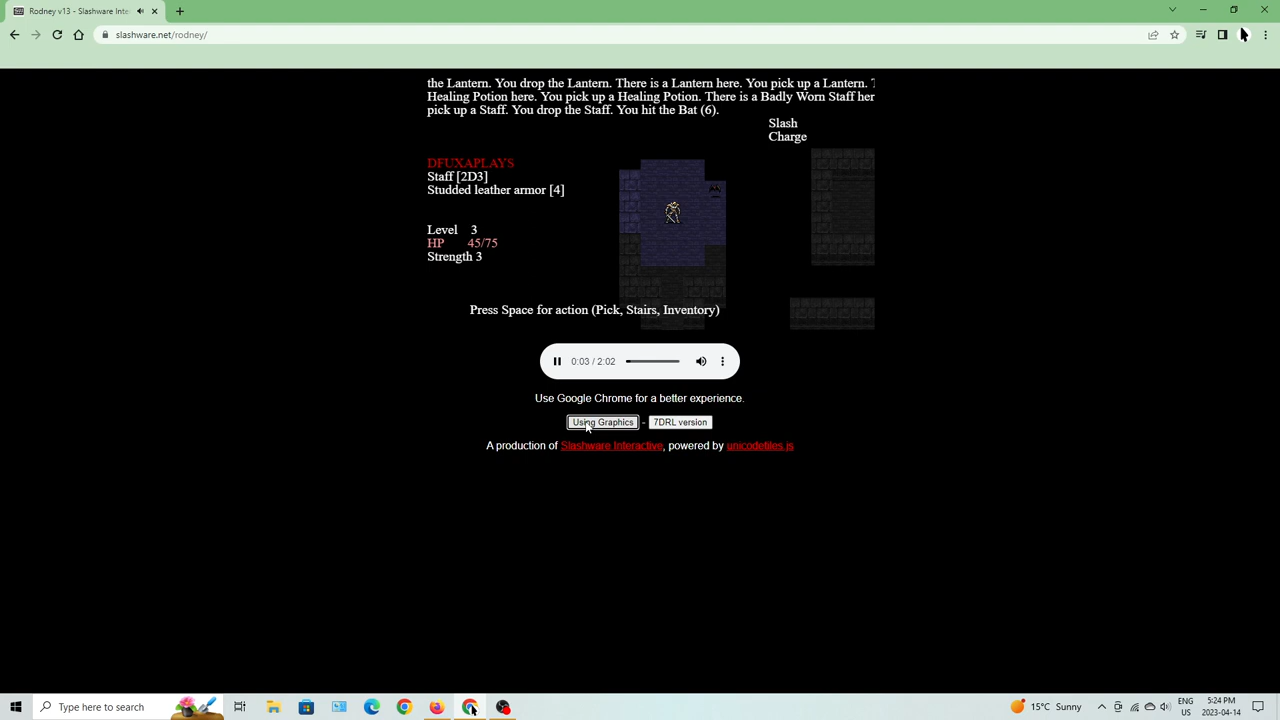 Rodney v13 - Slashware Inte
slashware.net/rodney/
the Lantern. You drop the Lantern. There is a Lantern here. You pick up a Lantern.
Healing Potion here. You pick up a Healing Potion. There is a Badly Worn Staff her
pick up a Staff. You drop the Staff. You hit the Bat (6).
Slash
Charge
DFUXAPLAYS
Staff [2D3]
Studded leather armor [4]
Level 3
HP 45/75
Strength 3
Press Space for action (Pick, Stairs, Inventory)
0:03 / 2:02
Use Google Chrome for a better experience.
Using Graphics - 7DRL version
A production of Slashware Interactive, powered by unicodetiles.js
Type here to search
15°C Sunny
ENG
US
5:24 PM
2023-04-14